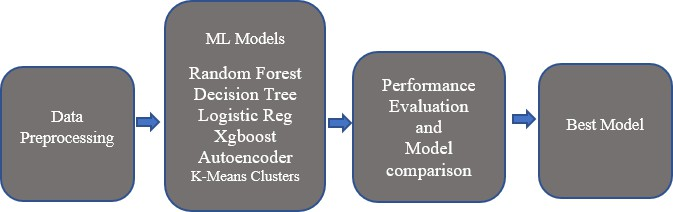 Data
Preprocessing
ML Models
Random Forest
Decision Tree
Logistic Reg
Xgboost
Autoencoder
K-Means Clusters
Performance
Evaluation
and
Model
comparison
Best Model